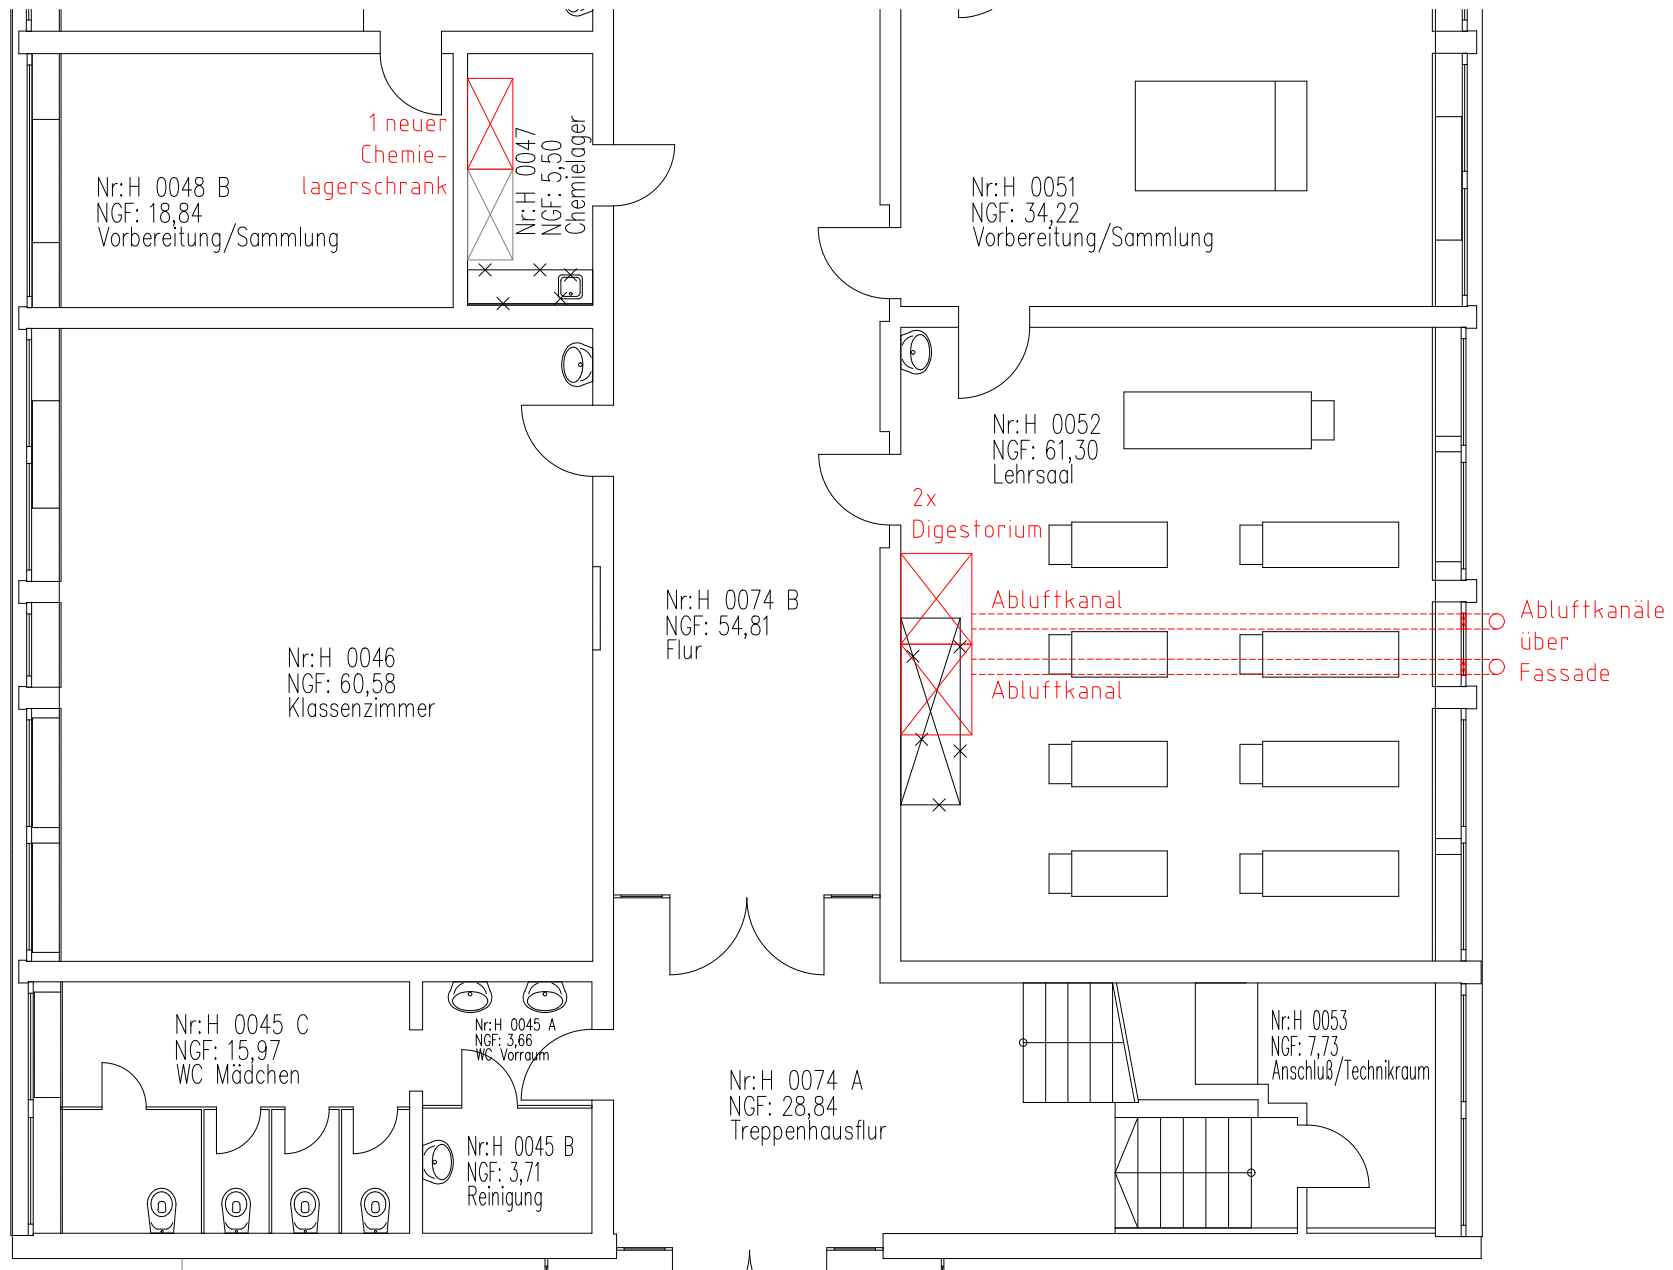 1 neuer
Chemie-
lagerschrank
Nr:H 0047
NGF: 5,50
Chemielager
Nr:H 0048 B
NGF: 18,84
Vorbereitung/Sammlung
Nr:H 0051
NGF: 34,22
Vorbereitung/Sammlung
Nr:H 0052
NGF: 61,30
Lehrsaal
2x
Digestorium
Abluftkanal
Abluftkanal
Abluftkanäle
über
Fassade
Nr:H 0074 B
NGF: 54,81
Flur
Nr:H 0046
NGF: 60,58
Klassenzimmer
Nr:H 0045 C
NGF: 15,97
WC Mädchen
Nr:H 0045 A
NGF: 3,66
WC Vorraum
Nr:H 0045 B
NGF: 3,71
Reinigung
Nr:H 0074 A
NGF: 28,84
Treppenhausflur
Nr:H 0053
NGF: 7,73
Anschluß/Technikraum